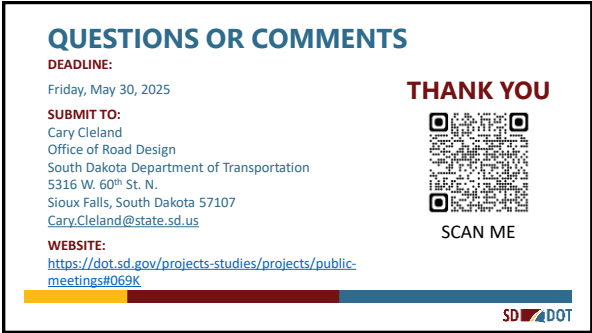 QUESTIONS OR COMMENTS
DEADLINE:
Friday, May 30, 2025
SUBMIT TO:
Cary Cleland
Office of Road Design
South Dakota Department of Transportation
5316 W. 60th St. N.
Sioux Falls, South Dakota 57107
Cary.Cleland@state.sd.us
WEBSITE:
https://dot.sd.gov/projects-studies/projects/public-
meetings#069K
THANK YOU
SCAN ME
SD DOT